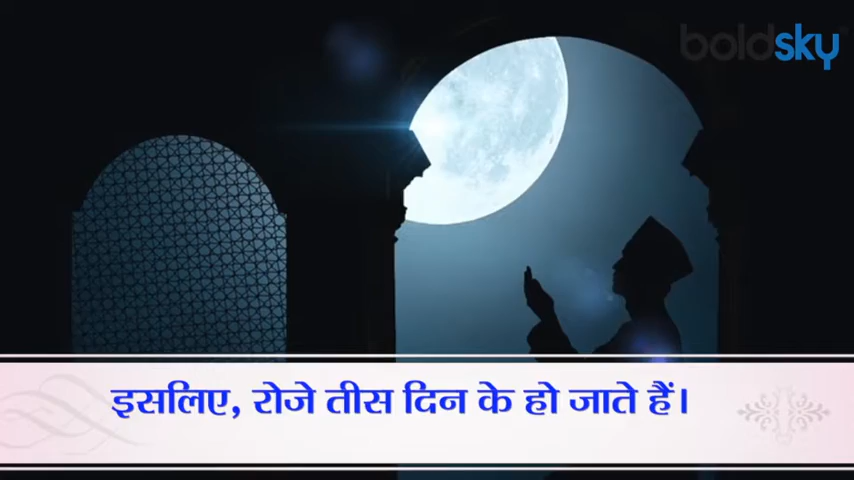 boldsky
इसलिए, रोजे तीस दिन के हो जाते हैं।